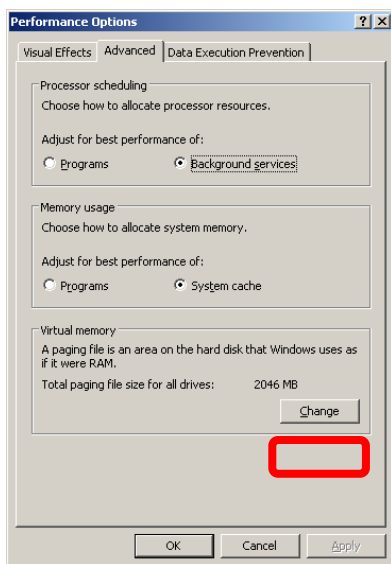 Performance Options
Visual Effects Advanced Data Execution Prevention
Processor scheduling
Choose how to allocate processor resources.
Adjust for best performance of:
Programs Background services
Memory usage
Choose how to allocate system memory.
Adjust for best performance of:
Programs System cache
Virtual memory
A paging file is an area on the hard disk that Windows uses as
if it were RAM.
Total paging file size for all drives: 2046 MB
Change
OK Cancel Apply